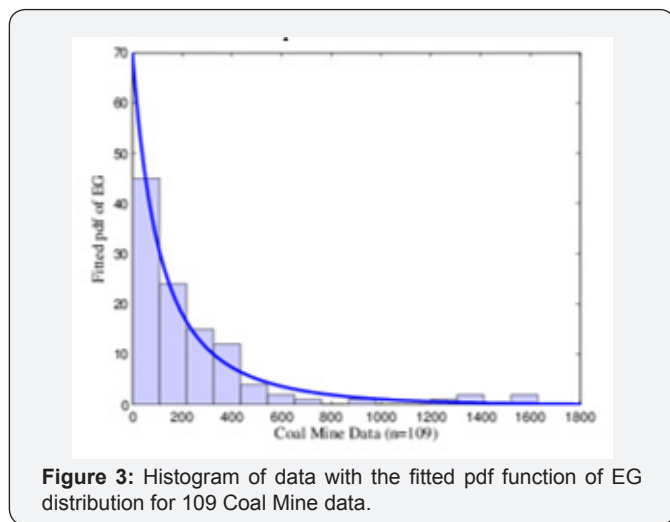 70
60
50
40
30
20
10
0
Fitted pdf of EG
0 200 400 600 800 1000 1200 1400 1600 1800
Coal Mine Data (n=109)
Figure 3: Histogram of data with the fitted pdf function of EG
distribution for 109 Coal Mine data.